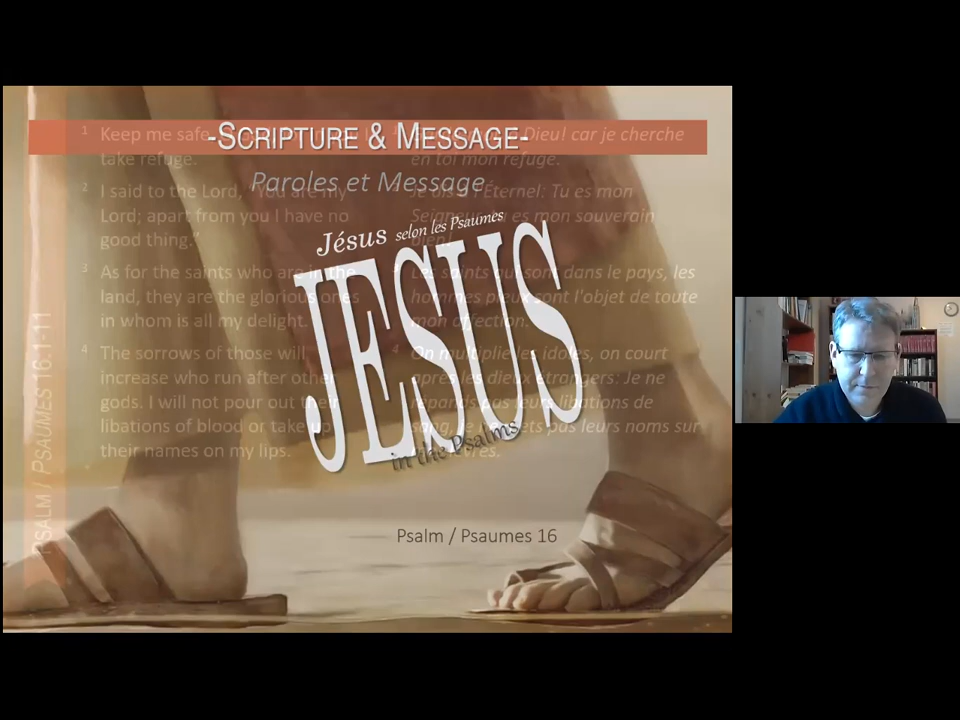 -SCRIPTURE & MESSAGE-
Paroles et Message
Jésus selon les Psaumes
JESUS
in the Psalms
Psalm / Psaumes 16
PSALM / PSAUMES 16.1-11
1 Keep me safe
take refuge.
2 I said to the Lord, "You are my
Lord; apart from you I have no
good thing."
3 As for the saints who are in the
land, they are the glorious ones
in whom is all my delight.
4 The sorrows of those will
increase who run after other
gods. I will not pour out their
libations of blood or take up
their names on my lips.
Dieu! car je cherche
en toi mon refuge.
l'Éternel: Tu es mon
es mon souverain
bien!
Les saints qui sont dans le pays, les
hommes pieux sont l'objet de toute
mon affection.
4 On multiplie les idoles, on court
après les dieux étrangers: Je ne
réponds pas leurs libations de
sang, je ne mets pas leurs noms sur
lèvres.